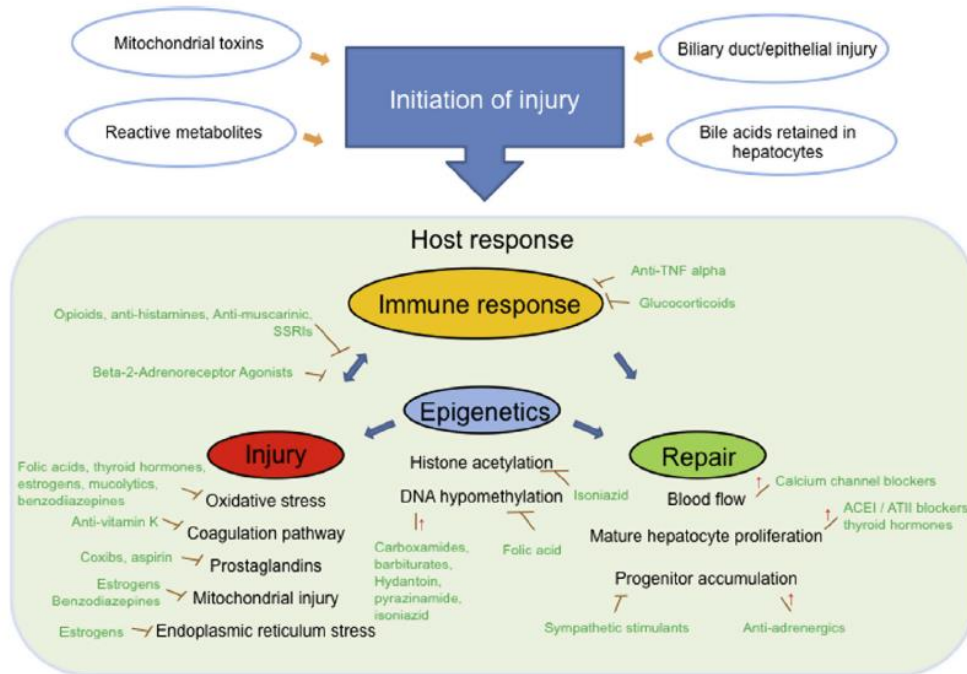 Mitochondrial toxins
Biliary duct/epithelial injury
Initiation of injury
Reactive metabolites
Bile acids retained in
hepatocytes
Host response
Immune response
Anti-TNF alpha
Glucocorticoids
Opioids, anti-histamines, Anti-muscarinic,
SSRIs
Beta-2-Adrenoreceptor Agonists
Epigenetics
Injury
Folic acids, thyroid hormones,
estrogens, mucolytics,
benzodiazepines
Oxidative stress
Anti-vitamin K
Coagulation pathway
Coxibs, aspirin
Prostaglandins
Estrogens
Benzodiazepines
Mitochondrial injury
Estrogens
Endoplasmic reticulum stress
Histone acetylation
Isoniazid
DNA hypomethylation
Carboxamides,
barbiturates,
Hydantoin,
pyrazinamide,
isoniazid
Folic acid
Repair
Blood flow
Calcium channel blockers
ACEI / ATII blockers
thyroid hormones
Mature hepatocyte proliferation
Progenitor accumulation
Sympathetic stimulants
Anti-adrenergics